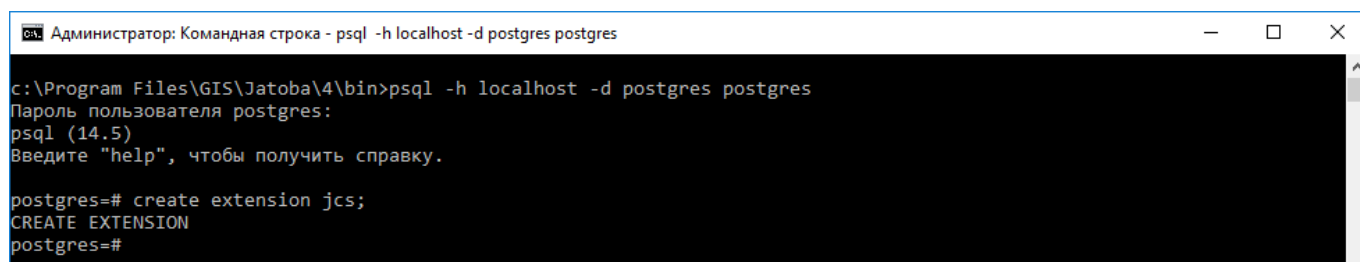 Администратор: Командная строка - psql -h localhost -d postgres postgres
c:\Program Files\GIS\Jatoba\4\bin>psql -h localhost -d postgres postgres
Пароль пользователя postgres:
psql (14.5)
Введите "help", чтобы получить справку.
postgres=# create extension jcs;
CREATE EXTENSION
postgres=#